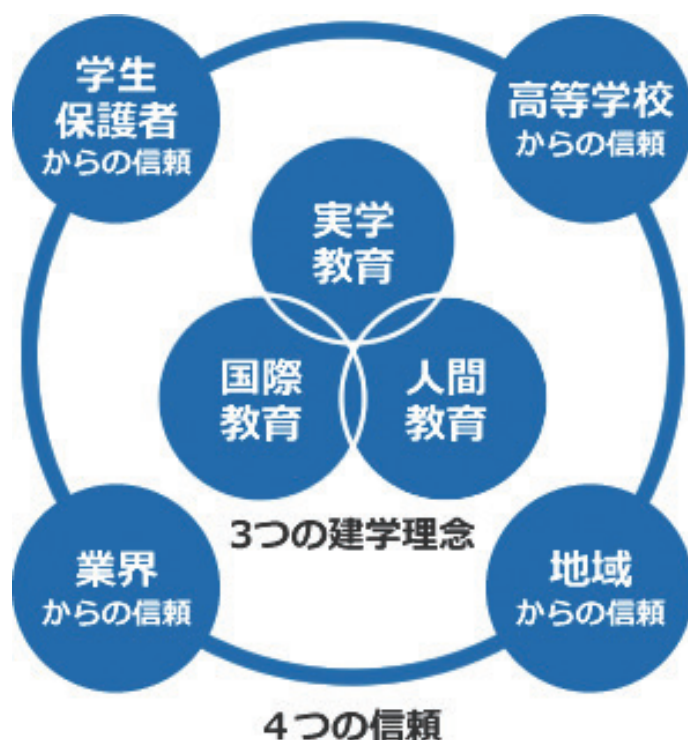 学生
保護者
からの信頼
高等学校
からの信頼
実学
教育
国際
教育
人間
教育
3つの建学理念
業界
からの信頼
地域
からの信頼
４つの信頼